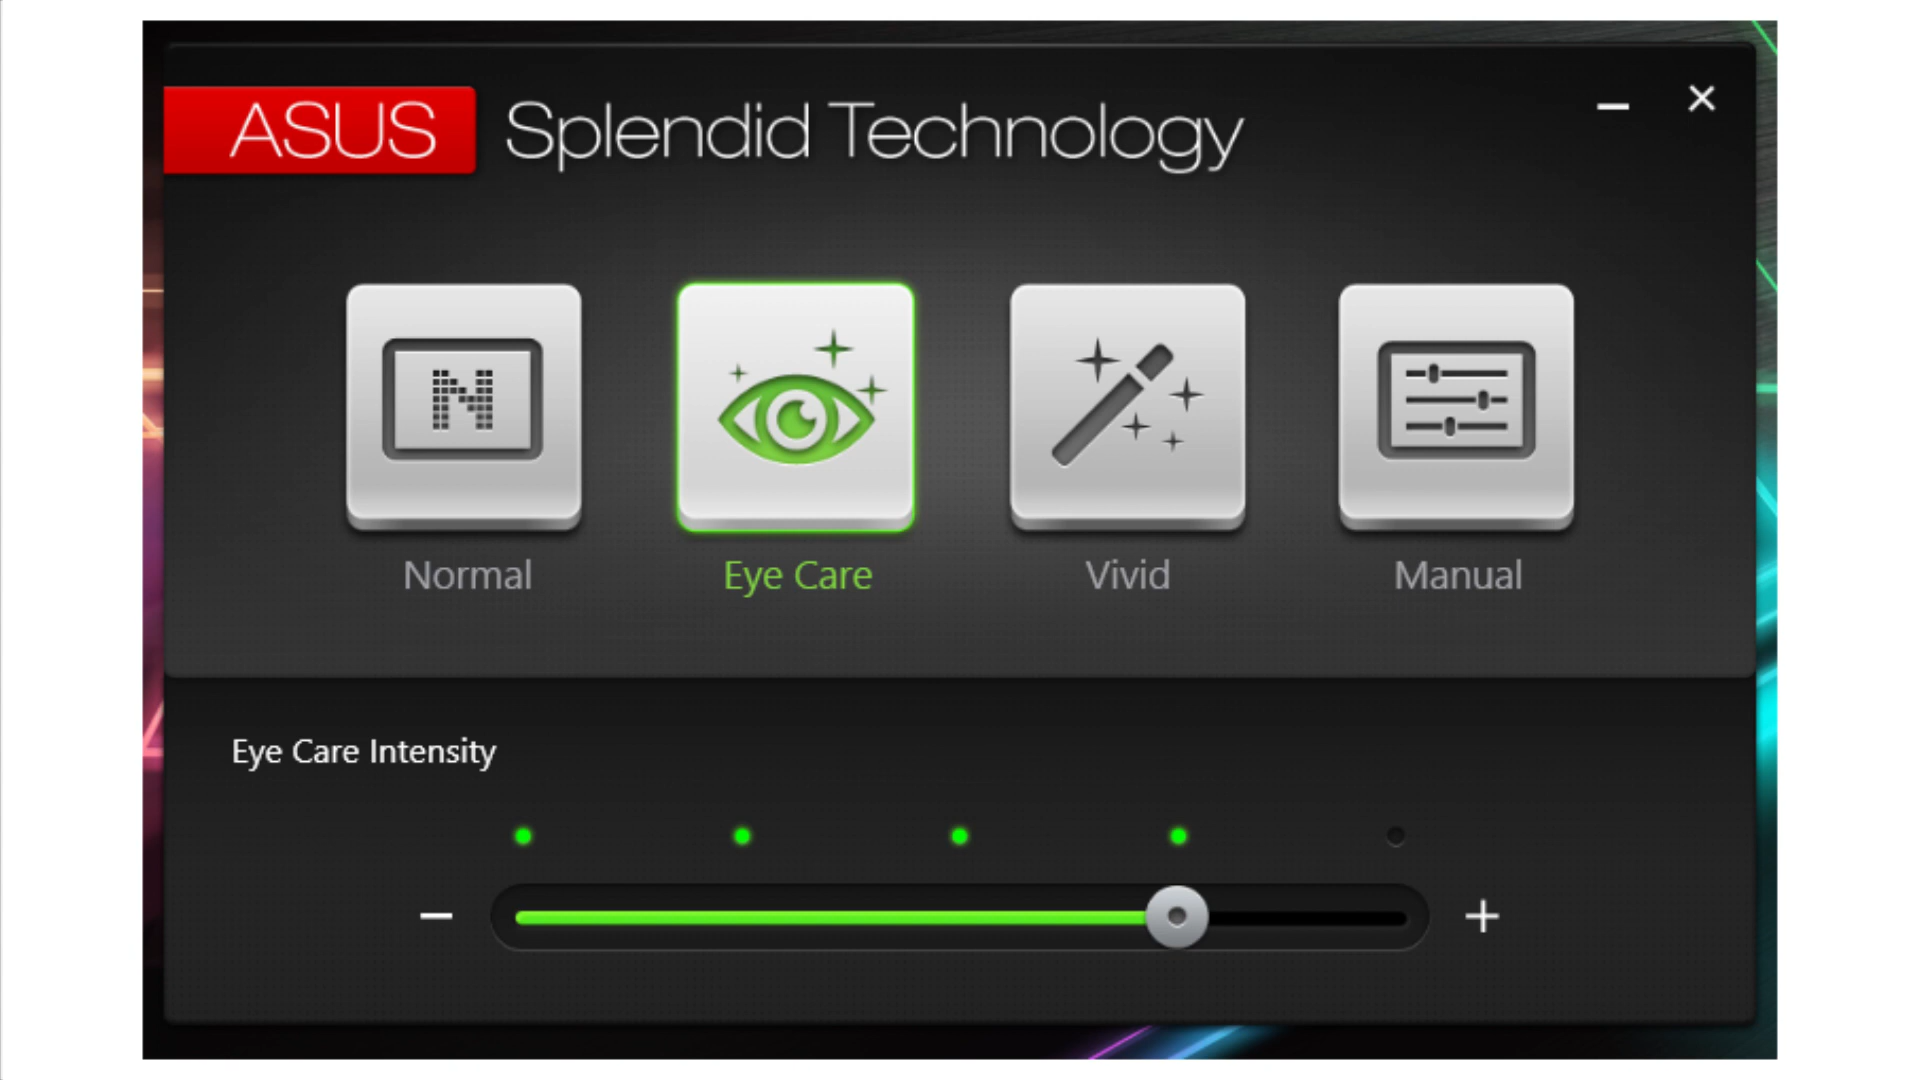 ASUS Splendid Technology
N
Normal
Eye Care
Vivid
Manual
Eye Care Intensity